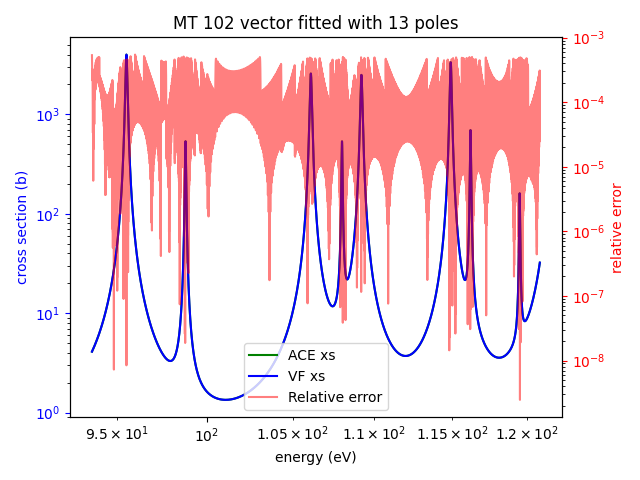 MT 102 vector fitted with 13 poles
10³
10²
10¹
10⁰
cross section (b)
10⁻³
10⁻⁴
10⁻⁵
10⁻⁶
10⁻⁷
10⁻⁸
relative error
ACE xs
VF xs
Relative error
9.5 × 10¹
10²
1.05 × 10²
1.1 × 10²
1.15 × 10²
1.2 × 10²
energy (eV)